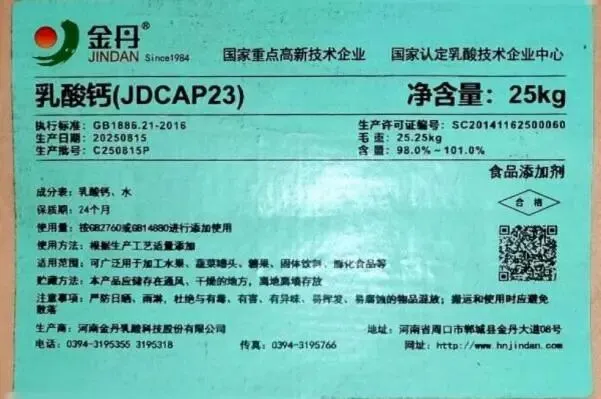 金丹
JINDAN Since1984
国家重点高新技术企业 国家认定乳酸技术企业中心
乳酸钙(JDCAP23) 净含量：25kg
执行标准：GB1886.21-2016 生产许可证编号：SC20141162500060
生产日期：20250815 毛重：25.25kg
生产批号：C250815P 含量：98.0%~101.0%
食品添加剂
成分表：乳酸钙、水
合格
保质期：24个月
使用量：按GB2760或GB14880进行添加使用
使用方法：根据生产工艺适量添加
适用范围：可广泛用于加工水果、蔬菜罐头、糖果、固体饮料、膨化食品等
贮藏方法：本产品应储存在通风、干燥的地方，离地离墙存放
注意事项：严防日晒、雨淋，杜绝与有毒、有害、有异味、易挥发、易腐蚀的物品混放；搬运和使用时应避免
散落
生产商：河南金丹乳酸科技股份有限公司 地址：河南省周口市郸城县金丹大道08号
电话：0394-3195355 3195318 传真：0394-3195766 网址：http://www.hnjindan.com/